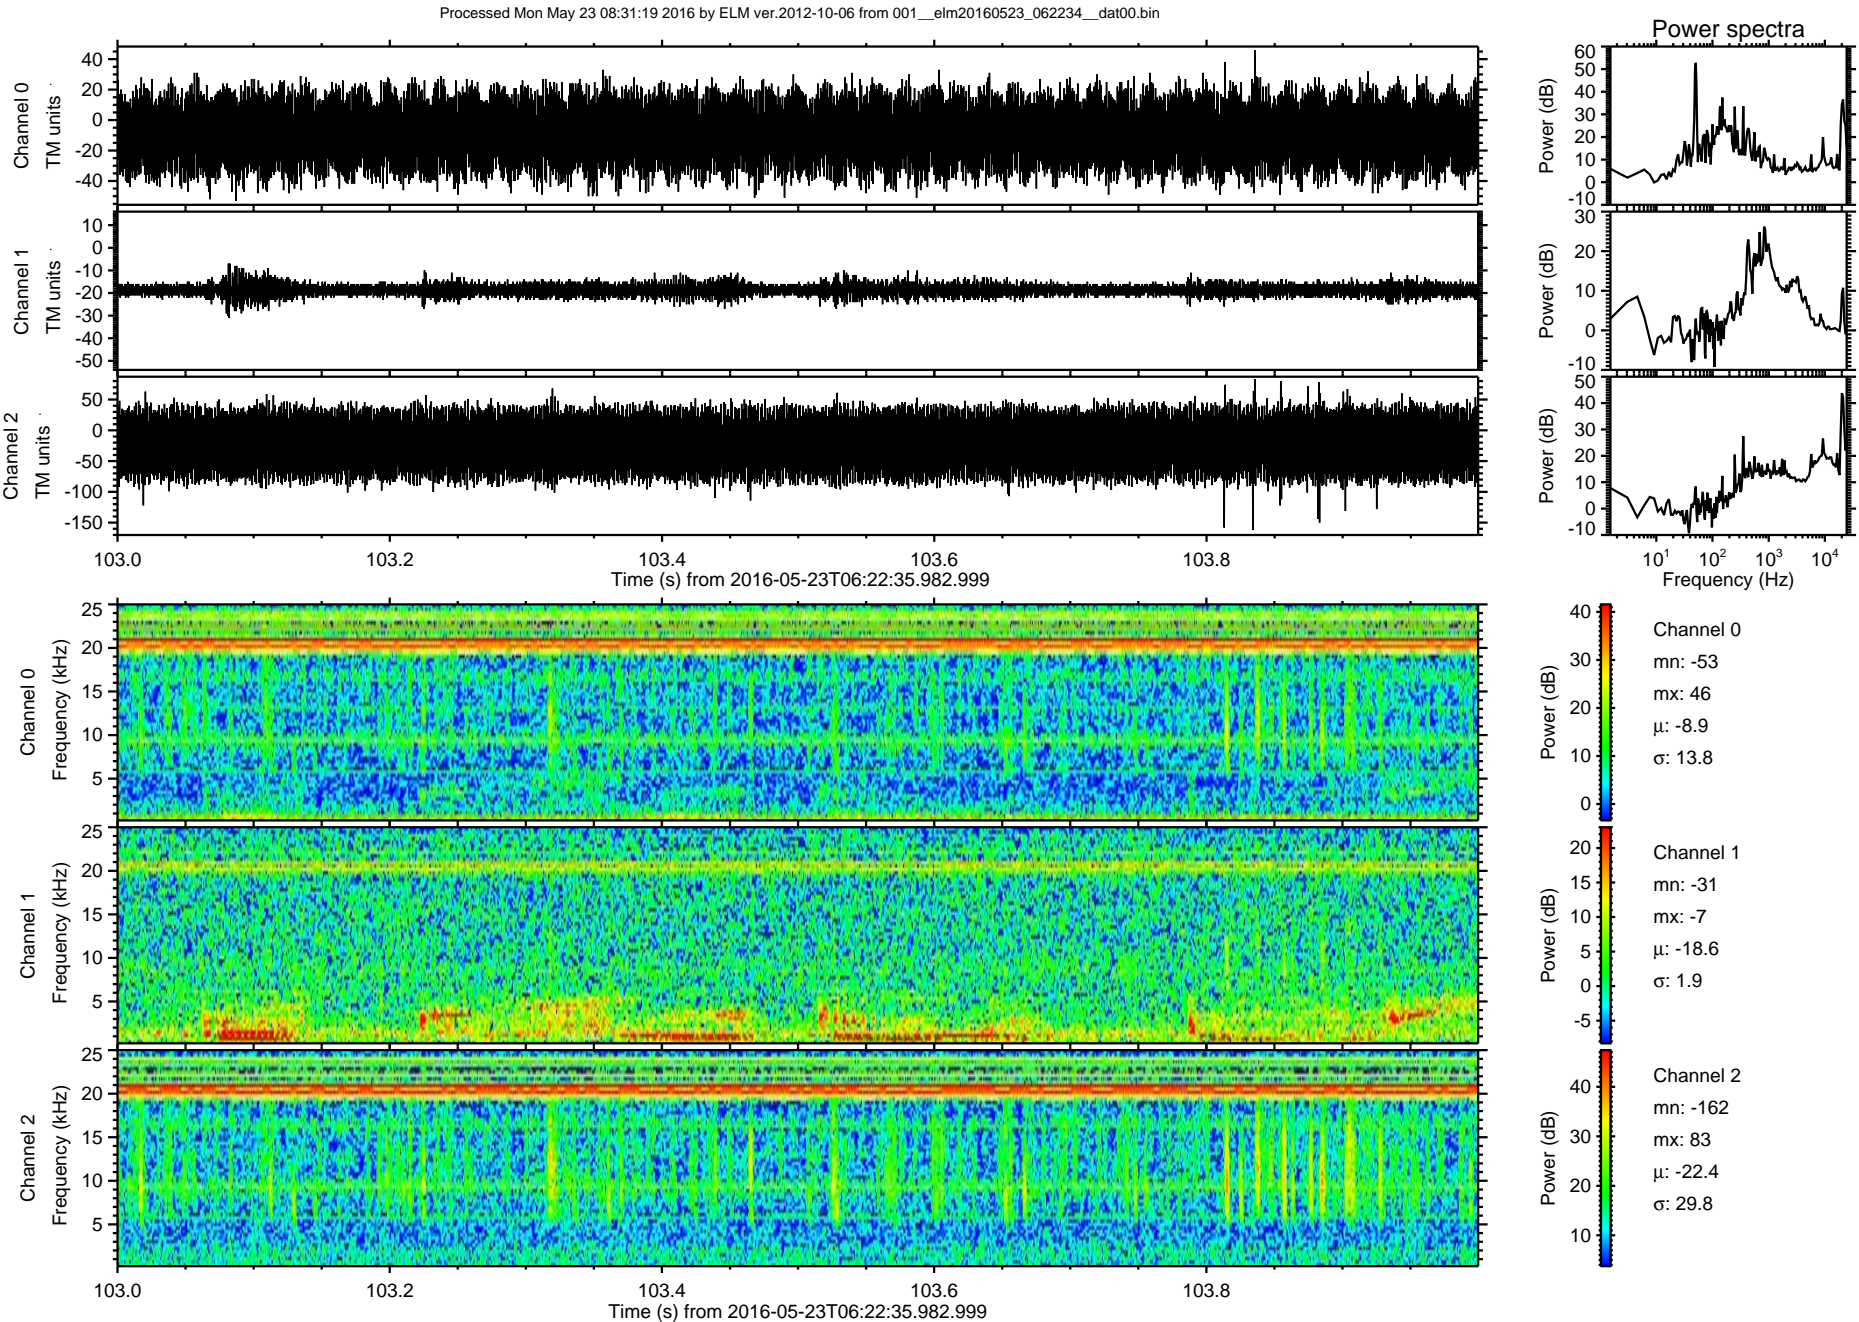 Processed Mon May 23 08:31:19 2016 by ELM ver.2012-10-06 from 001__elm20160523_062234__dat00.bin
Power spectra
Channel 0
TM units
40
20
0
-20
-40
Power (dB)
60
50
40
30
20
10
0
-10
Channel 1
TM units
10
0
-10
-20
-30
-40
-50
Power (dB)
30
20
10
0
-10
Channel 2
TM units
50
0
-50
-100
-150
Power (dB)
50
40
30
20
10
0
-10
103.0 103.2 103.4 103.6 103.8
Time (s) from 2016-05-23T06:22:35.982.999
10^1 10^2 10^3 10^4
Frequency (Hz)
Channel 0
Frequency (kHz)
25
20
15
10
5
Power (dB)
40
30
20
10
0
Channel 0
mn: -53
mx: 46
μ: -8.9
σ: 13.8
Channel 1
Frequency (kHz)
25
20
15
10
5
Power (dB)
20
15
10
5
0
-5
Channel 1
mn: -31
mx: -7
μ: -18.6
σ: 1.9
Channel 2
Frequency (kHz)
25
20
15
10
5
Power (dB)
40
30
20
10
Channel 2
mn: -162
mx: 83
μ: -22.4
σ: 29.8
103.0 103.2 103.4 103.6 103.8
Time (s) from 2016-05-23T06:22:35.982.999